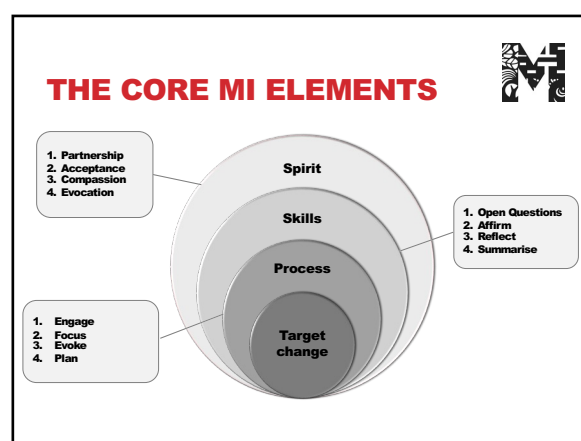 THE CORE MI ELEMENTS
MI
1. Partnership
2. Acceptance
3. Compassion
4. Evocation
Spirit
Skills
Process
Target
change
1. Open Questions
2. Affirm
3. Reflect
4. Summarise
1. Engage
2. Focus
3. Evoke
4. Plan